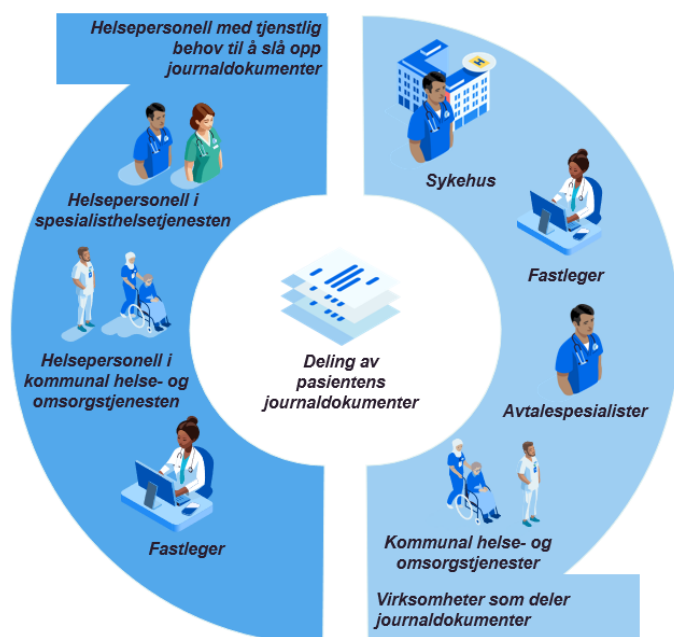 Helsepersonell med tjenstlig
behov til å slå opp
journaldokumenter
Helsepersonell i
spesialisthelsetjenesten
Helsepersonell i
kommunal helse- og
omsorgstjenesten
Fastleger
Deling av
pasientens
journaldokumenter
H
Sykehus
Fastleger
Avtalespesialister
Kommunal helse- og
omsorgstjenester
Virksomheter som deler
journaldokumenter